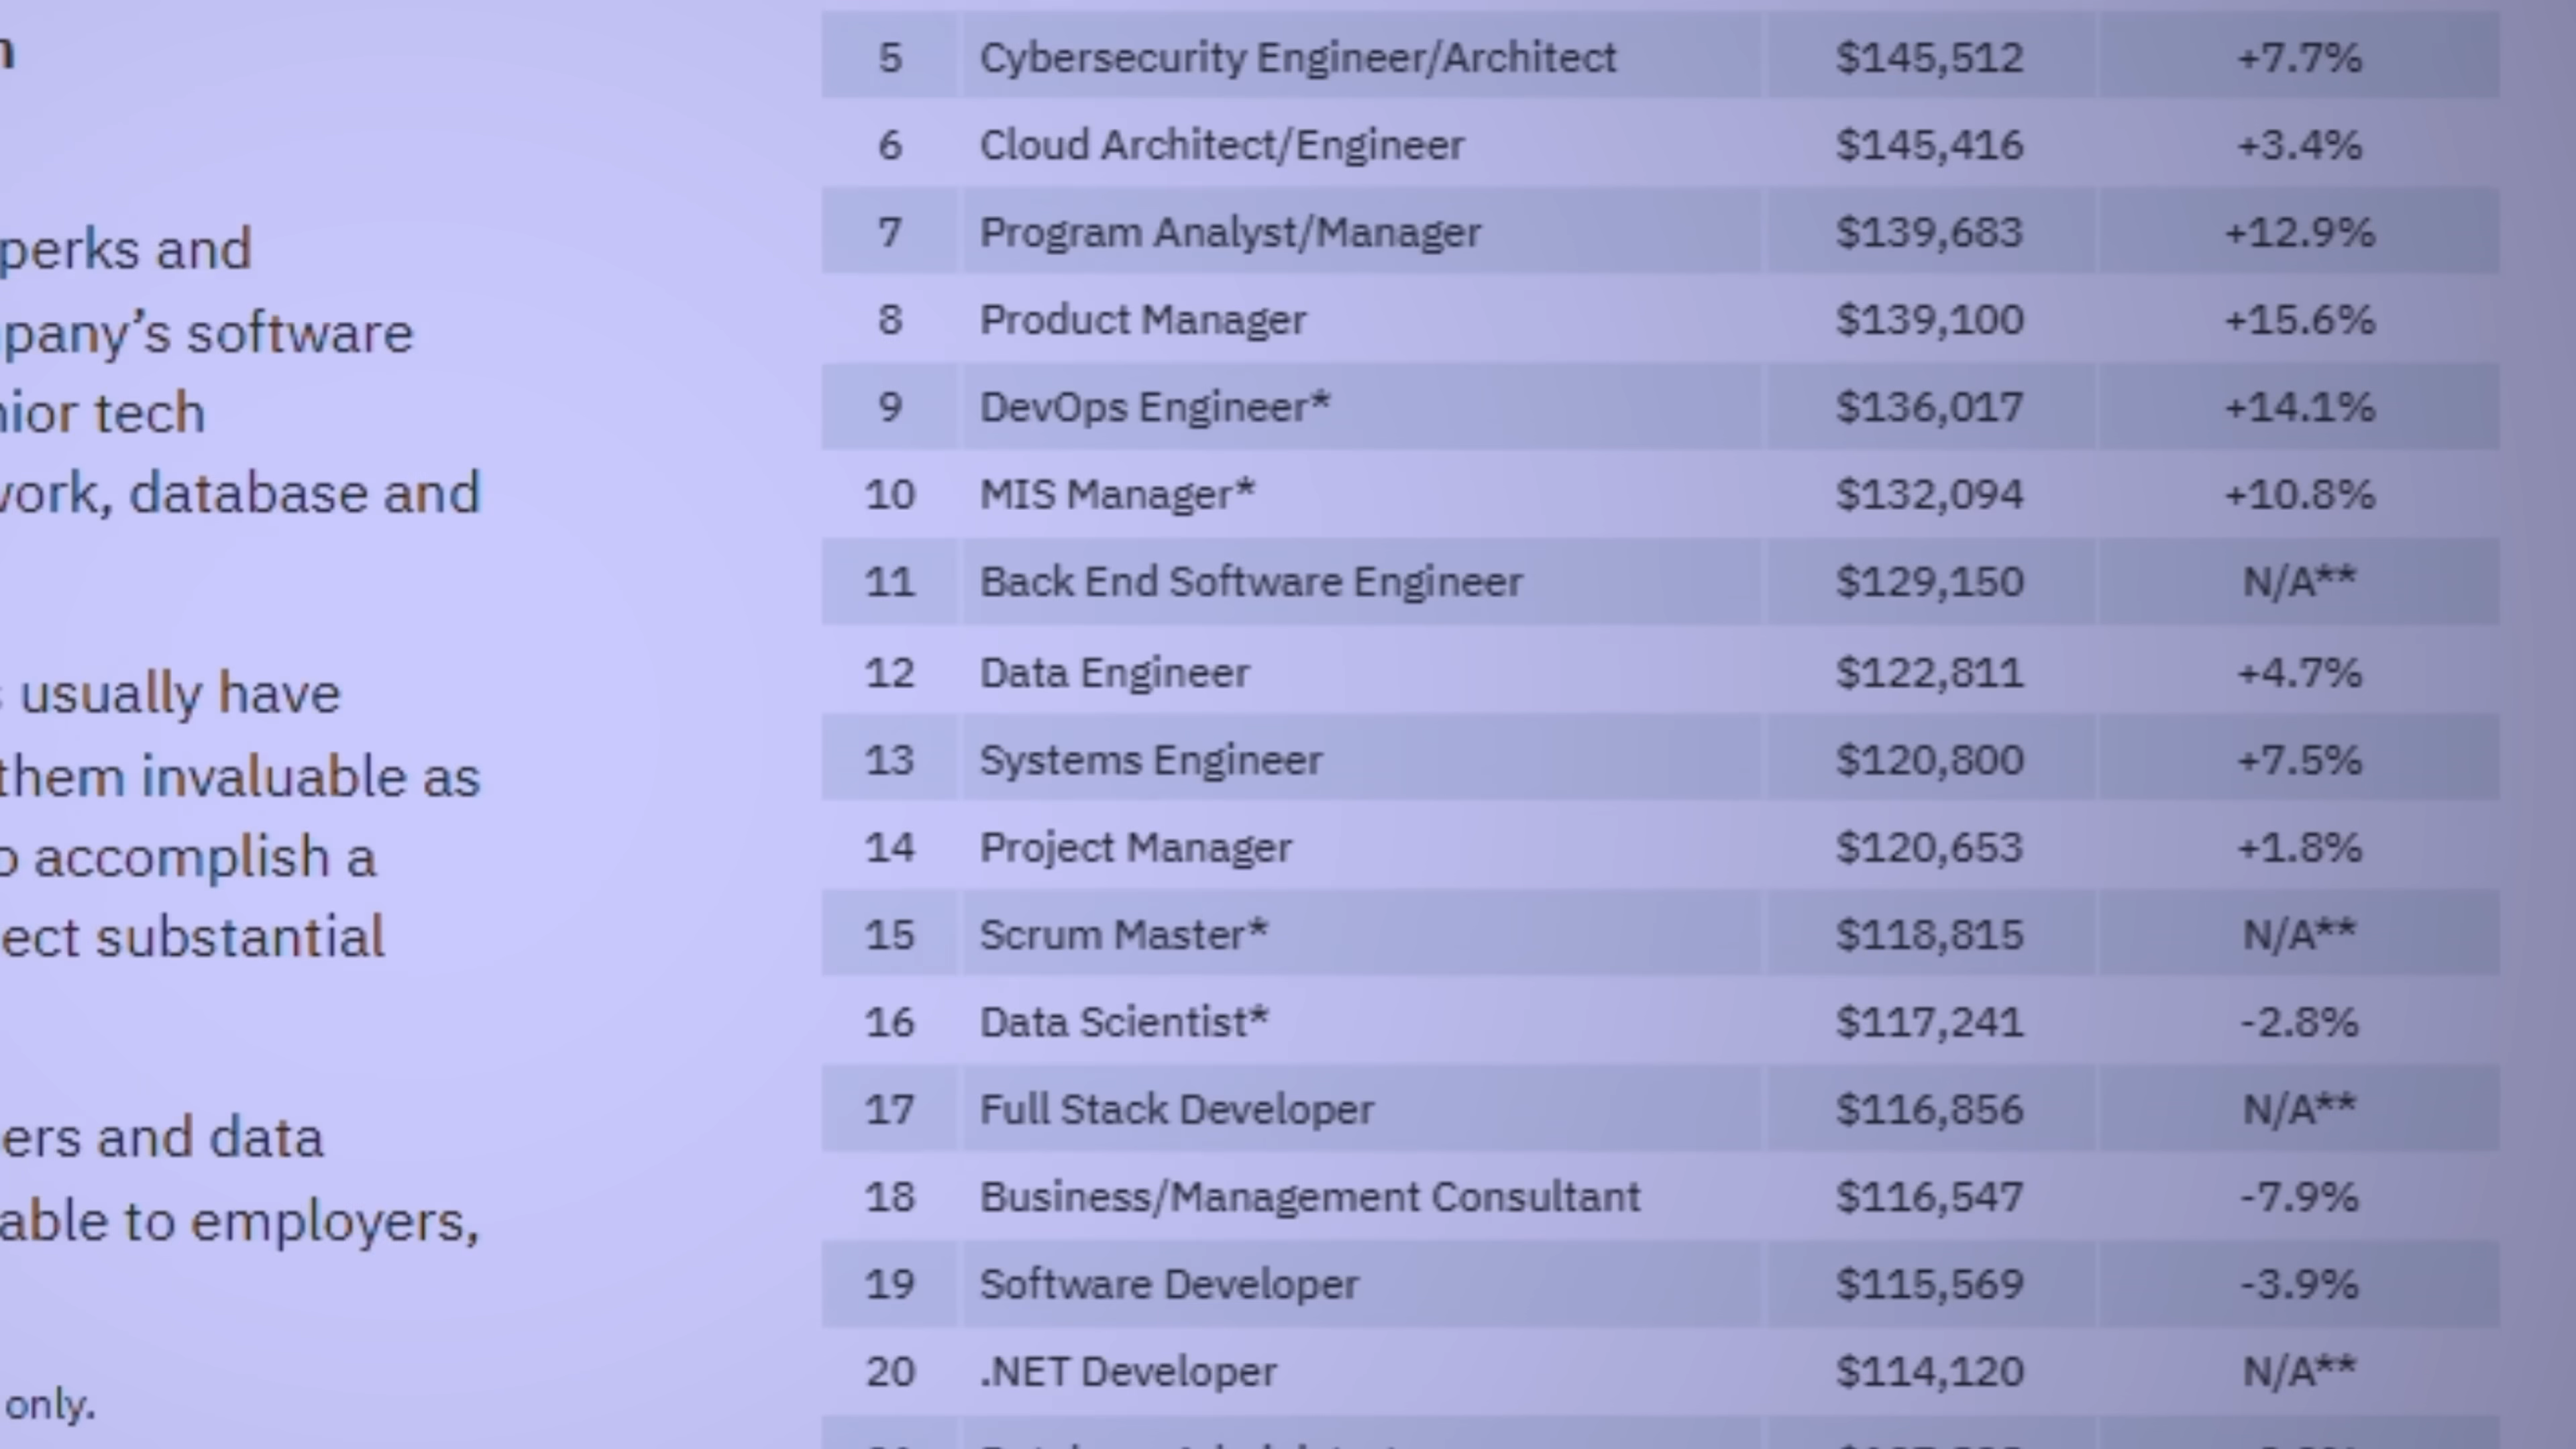 perks and
pany's software
nior tech
work, database and
usually have
them invaluable as
o accomplish a
ect substantial
ers and data
able to employers,
only.
5 Cybersecurity Engineer/Architect $145,512 +7.7%
6 Cloud Architect/Engineer $145,416 +3.4%
7 Program Analyst/Manager $139,683 +12.9%
8 Product Manager $139,100 +15.6%
9 DevOps Engineer* $136,017 +14.1%
10 MIS Manager* $132,094 +10.8%
11 Back End Software Engineer $129,150 N/A**
12 Data Engineer $122,811 +4.7%
13 Systems Engineer $120,800 +7.5%
14 Project Manager $120,653 +1.8%
15 Scrum Master* $118,815 N/A**
16 Data Scientist* $117,241 -2.8%
17 Full Stack Developer $116,856 N/A**
18 Business/Management Consultant $116,547 -7.9%
19 Software Developer $115,569 -3.9%
20 .NET Developer $114,120 N/A**